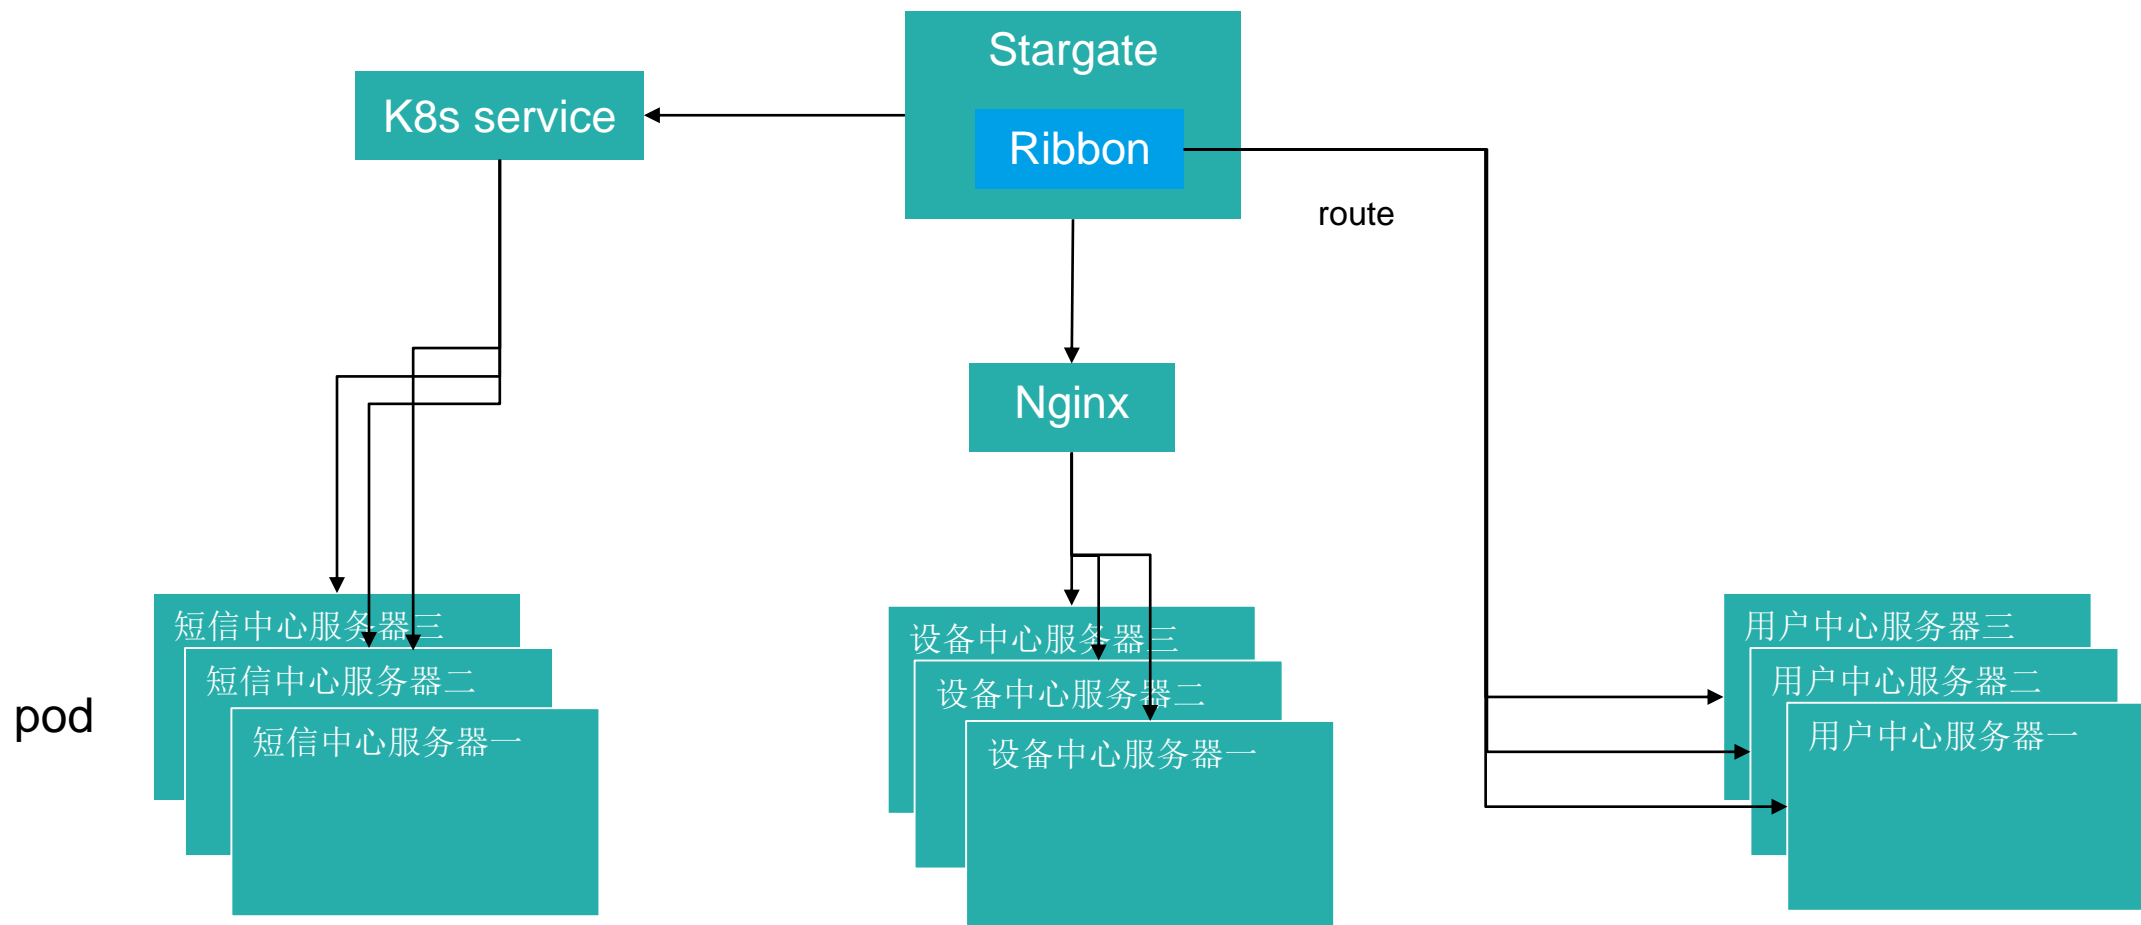 Stargate
K8s service
Ribbon
route
Nginx
短信中心服务器三
短信中心服务器二
短信中心服务器一
pod
设备中心服务器三
设备中心服务器二
设备中心服务器一
用户中心服务器三
用户中心服务器二
用户中心服务器一